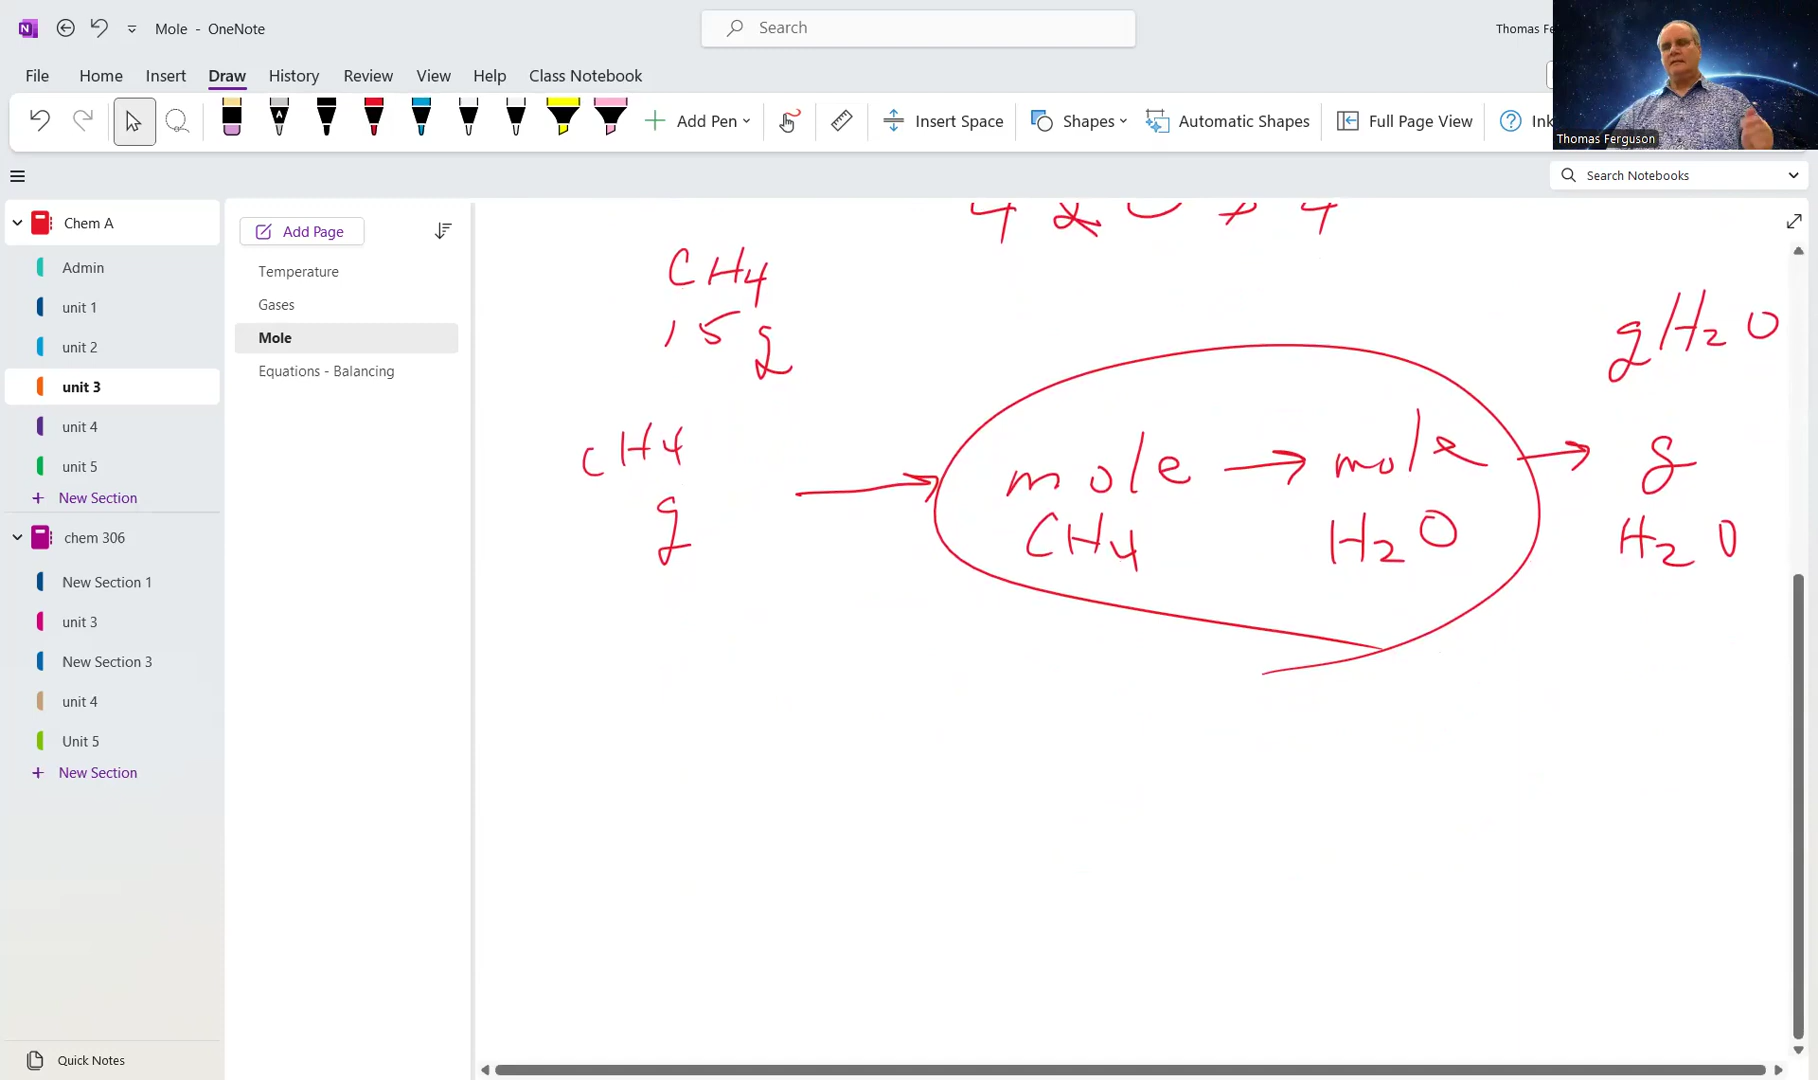 Mole - OneNote
Search
Thomas Fe
Thomas Ferguson
File Home Insert Draw History Review View Help Class Notebook
Add Pen
Insert Space
Shapes
Automatic Shapes
Full Page View
Ink
Search Notebooks
Chem A
Admin
unit 1
unit 2
unit 3
unit 4
unit 5
New Section
chem 306
New Section 1
unit 3
New Section 3
unit 4
Unit 5
New Section
Quick Notes
Add Page
Temperature
Gases
Mole
Equations - Balancing
CH4
15 g
g H2O
CH4
g
mole → mole → g
CH4 H2O H2O